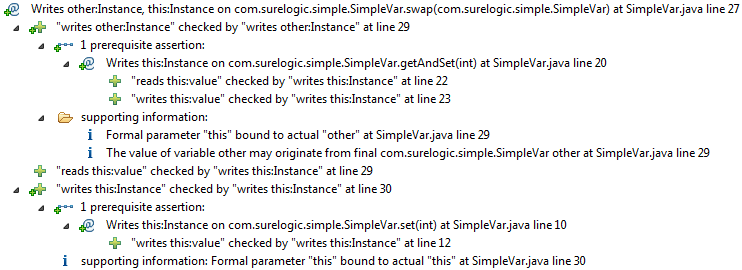 Writes other:Instance, this:Instance on com.surelogic.simple.SimpleVar.swap(com.surelogic.simple.SimpleVar) at SimpleVar.java line 27
"writes other:Instance" checked by "writes other:Instance" at line 29
1 prerequisite assertion:
Writes this:Instance on com.surelogic.simple.SimpleVar.getAndSet(int) at SimpleVar.java line 20
"reads this:value" checked by "writes this:Instance" at line 22
"writes this:value" checked by "writes this:Instance" at line 23
supporting information:
Formal parameter "this" bound to actual "other" at SimpleVar.java line 29
The value of variable other may originate from final com.surelogic.simple.SimpleVar other at SimpleVar.java line 29
"reads this:value" checked by "writes this:Instance" at line 29
"writes this:Instance" checked by "writes this:Instance" at line 30
1 prerequisite assertion:
Writes this:Instance on com.surelogic.simple.SimpleVar.set(int) at SimpleVar.java line 10
"writes this:value" checked by "writes this:Instance" at line 12
supporting information: Formal parameter "this" bound to actual "this" at SimpleVar.java line 30